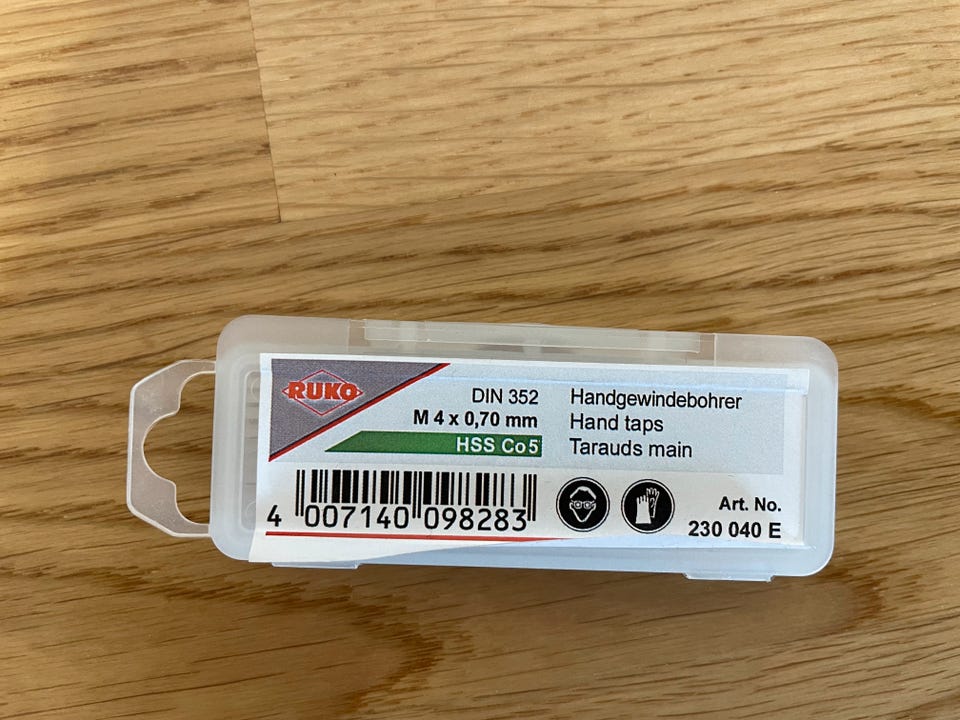 RUKO
DIN 352
M 4 x 0,70 mm
HSS Co5
Handgewindebohrer
Hand taps
Tarauds main
4 007140 098283
Art. No.
230 040 E